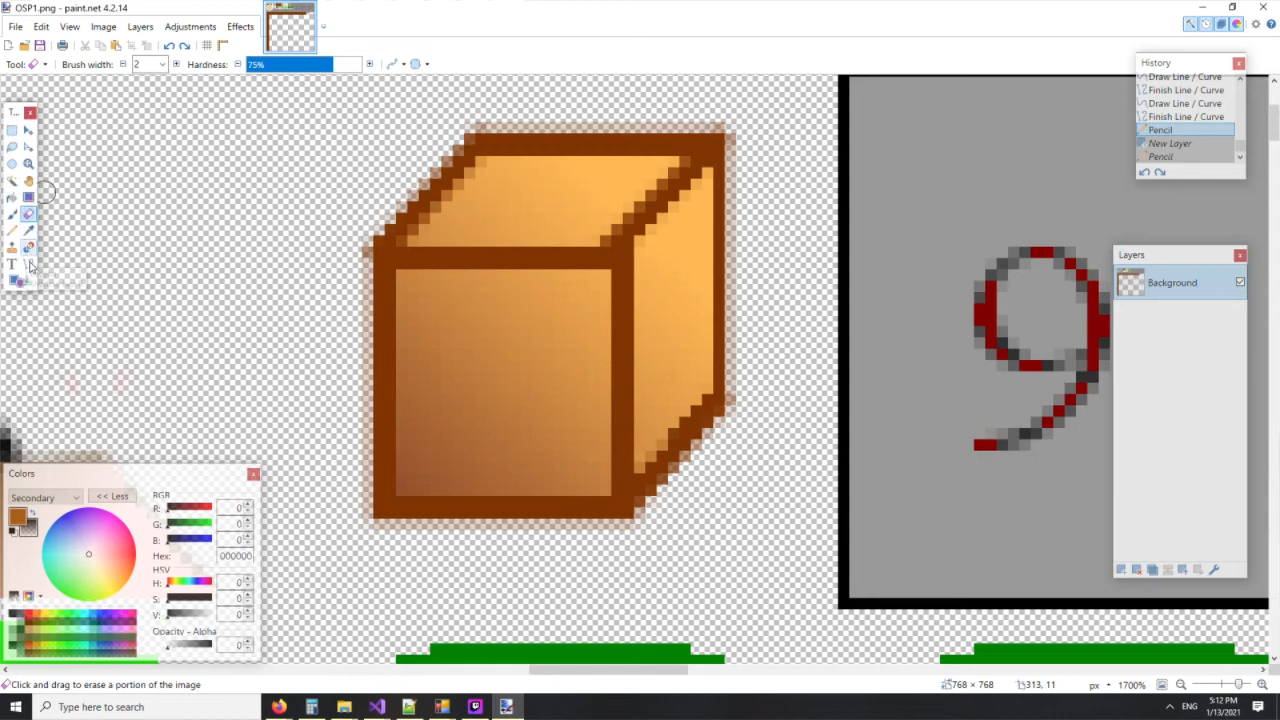 OSP1.png - paint.net 4.2.14
File Edit View Image Layers Adjustments Effects
Tool: Brush width: 2 Hardness: 75%
T...
History
Draw Line / Curve
Finish Line / Curve
Draw Line / Curve
Finish Line / Curve
Pencil
New Layer
Pencil
9
Layers
Background
Colors
Secondary << Less
RGB
R: 0
G: 0
B: 0
Hex: 000000
HSV
H: 0
S: 0
V: 0
Opacity - Alpha
0
Click and drag to erase a portion of the image 768 × 768 313, 11 px 1700%
Type here to search ENG 5:12 PM
1/13/2021